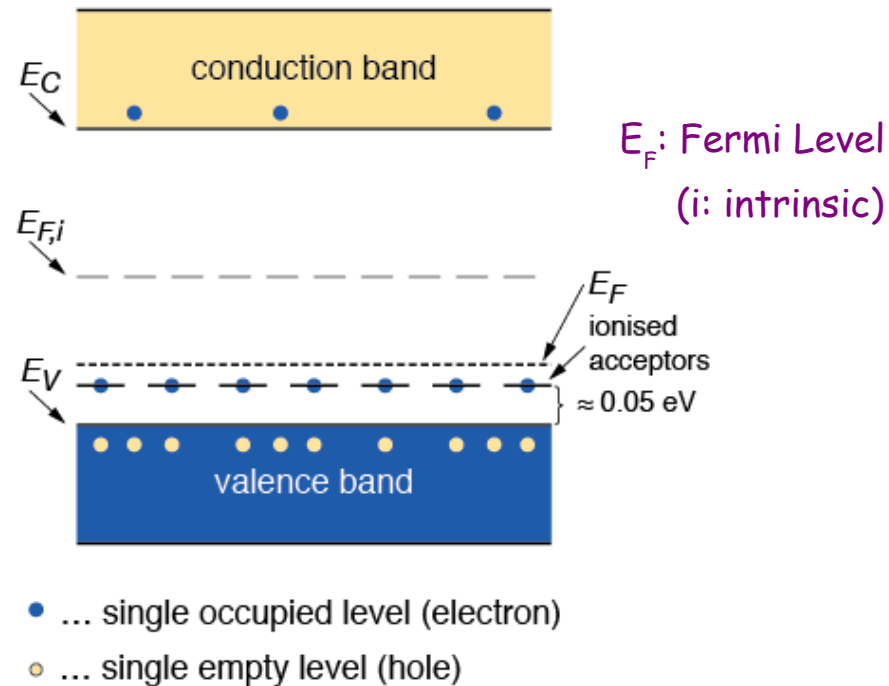 conduction band
E_C
E_F: Fermi Level
(i: intrinsic)
E_F,i
E_F
ionised
acceptors
E_V
≈ 0.05 eV
valence band
... single occupied level (electron)
... single empty level (hole)